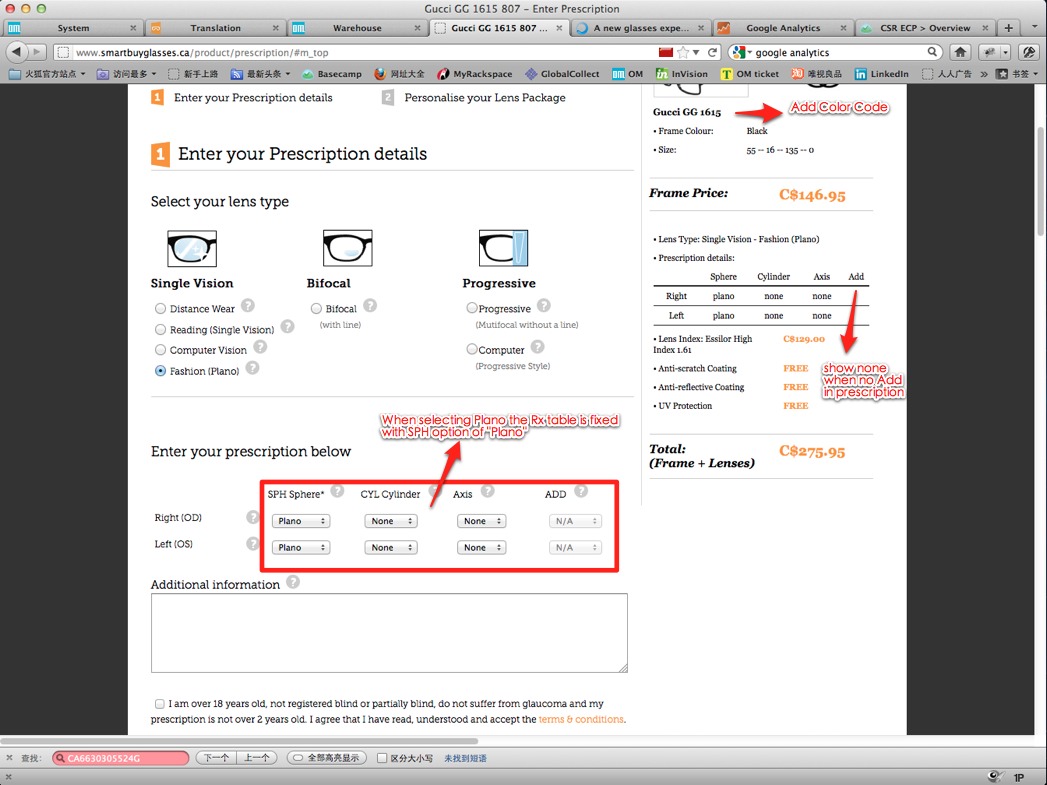 Gucci GG 1615 807 – Enter Prescription
System
Translation
Warehouse
Gucci GG 1615 807 ...
A new glasses expe...
Google Analytics
CSR ECP > Overview
www.smartbuyglasses.ca/product/prescription/#m_top
google analytics
火狐官方站点
访问最多
新手上路
最新头条
Basecamp
网址大全
MyRackspace
GlobalCollect
OM
InVision
OM ticket
唯视良品
LinkedIn
人人广告
书签
1 Enter your Prescription details
2 Personalise your Lens Package
1 Enter your Prescription details
Select your lens type
Single Vision
Bifocal
Progressive
Distance Wear ?
Bifocal ?
Progressive ?
(with line)
(Mutifocal without a line)
Reading (Single Vision) ?
Computer Vision ?
Computer ?
(Progressive Style)
Fashion (Plano) ?
When selecting Plano the Rx table is fixed
with SPH option of "Plano"
Enter your prescription below
SPH Sphere* ? CYL Cylinder ? Axis ? ADD ?
Right (OD) ? Plano None None N/A
Left (OS) ? Plano None None N/A
Additional information ?
I am over 18 years old, not registered blind or partially blind, do not suffer from glaucoma and my
prescription is not over 2 years old. I agree that I have read, understood and accept the terms & conditions.
Gucci GG 1615
Add Color Code
• Frame Colour: Black
• Size: 55 -- 16 -- 135 -- 0
Frame Price: C$146.95
• Lens Type: Single Vision - Fashion (Plano)
• Prescription details:
Sphere Cylinder Axis Add
Right plano none none
Left plano none none
• Lens Index: Essilor High
Index 1.61
C$129.00
• Anti-scratch Coating FREE
• Anti-reflective Coating FREE
• UV Protection FREE
show none
when no Add
in prescription
Total:
(Frame + Lenses)
C$275.95
查找:
CA6630305524G
下一个
上一个
全部高亮显示
区分大小写
未找到短语
1P